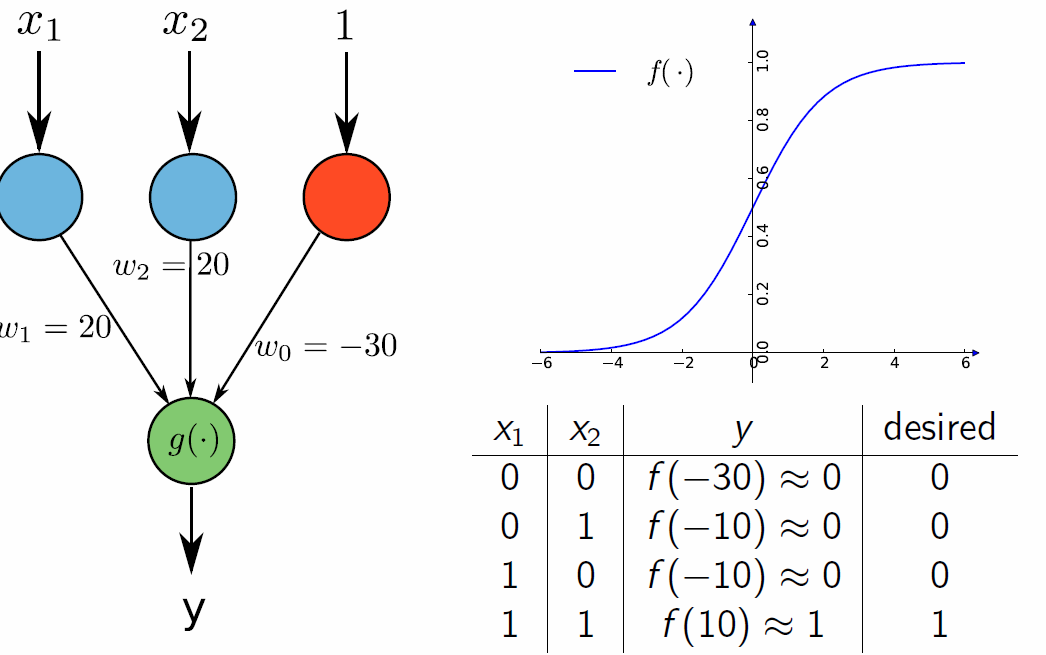 x₁ x₂ 1
w₂ = 20
w₁ = 20
w₀ = −30
g(·)
y
f(·)
1.0
0.8
0.6
0.4
0.2
0.0
−6 −4 −2 0 2 4 6
x₁ x₂ y desired
0 0 f(−30) ≈ 0 0
0 1 f(−10) ≈ 0 0
1 0 f(−10) ≈ 0 0
1 1 f(10) ≈ 1 1